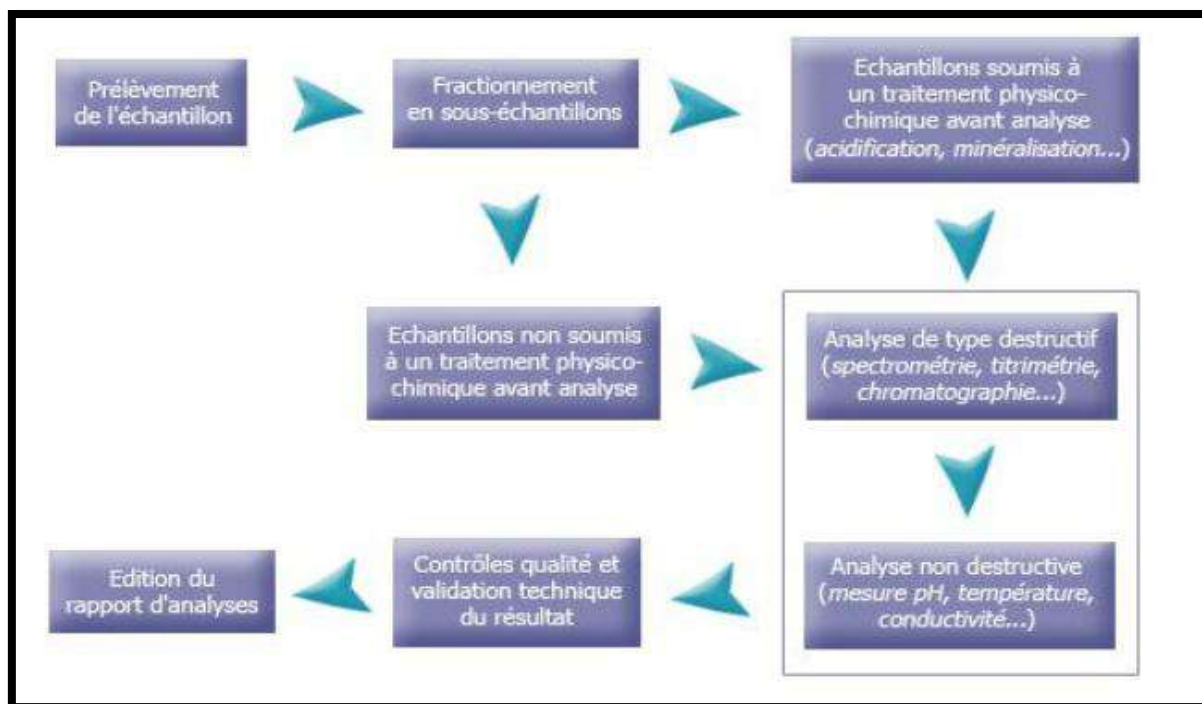 Prélèvement
de l'échantillon
Fractionnement
en sous-échantillons
Echantillons soumis à
un traitement physico-
chimique avant analyse
(acidification, minéralisation...)
Echantillons non soumis
à un traitement physico-
chimique avant analyse
Analyse de type destructif
(spectrométrie, titrimétrie,
chromatographie...)
Analyse non destructive
(mesure pH, température,
conductivité...)
Contrôles qualité et
validation technique
du résultat
Edition du
rapport d'analyses